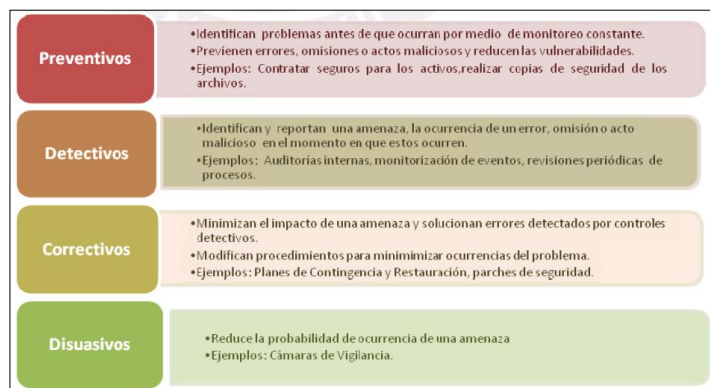 Preventivos
•Identifican problemas antes de que ocurran por medio de monitoreo constante.
•Previenen errores, omisiones o actos maliciosos y reducen las vulnerabilidades.
•Ejemplos: Contratar seguros para los activos,realizar copias de seguridad de los
archivos.
Detectivos
•Identifican y reportan una amenaza, la ocurrencia de un error, omisión o acto
malicioso en el momento en que estos ocurren.
•Ejemplos: Auditorías internas, monitorización de eventos, revisiones periódicas de
procesos.
Correctivos
•Minimizan el impacto de una amenaza y solucionan errores detectados por controles
detectivos.
•Modifican procedimientos para minimimizar ocurrencias del problema.
•Ejemplos: Planes de Contingencia y Restauración, parches de seguridad.
Disuasivos
•Reduce la probabilidad de ocurrencia de una amenaza
•Ejemplos: Cámaras de Vigilancia.